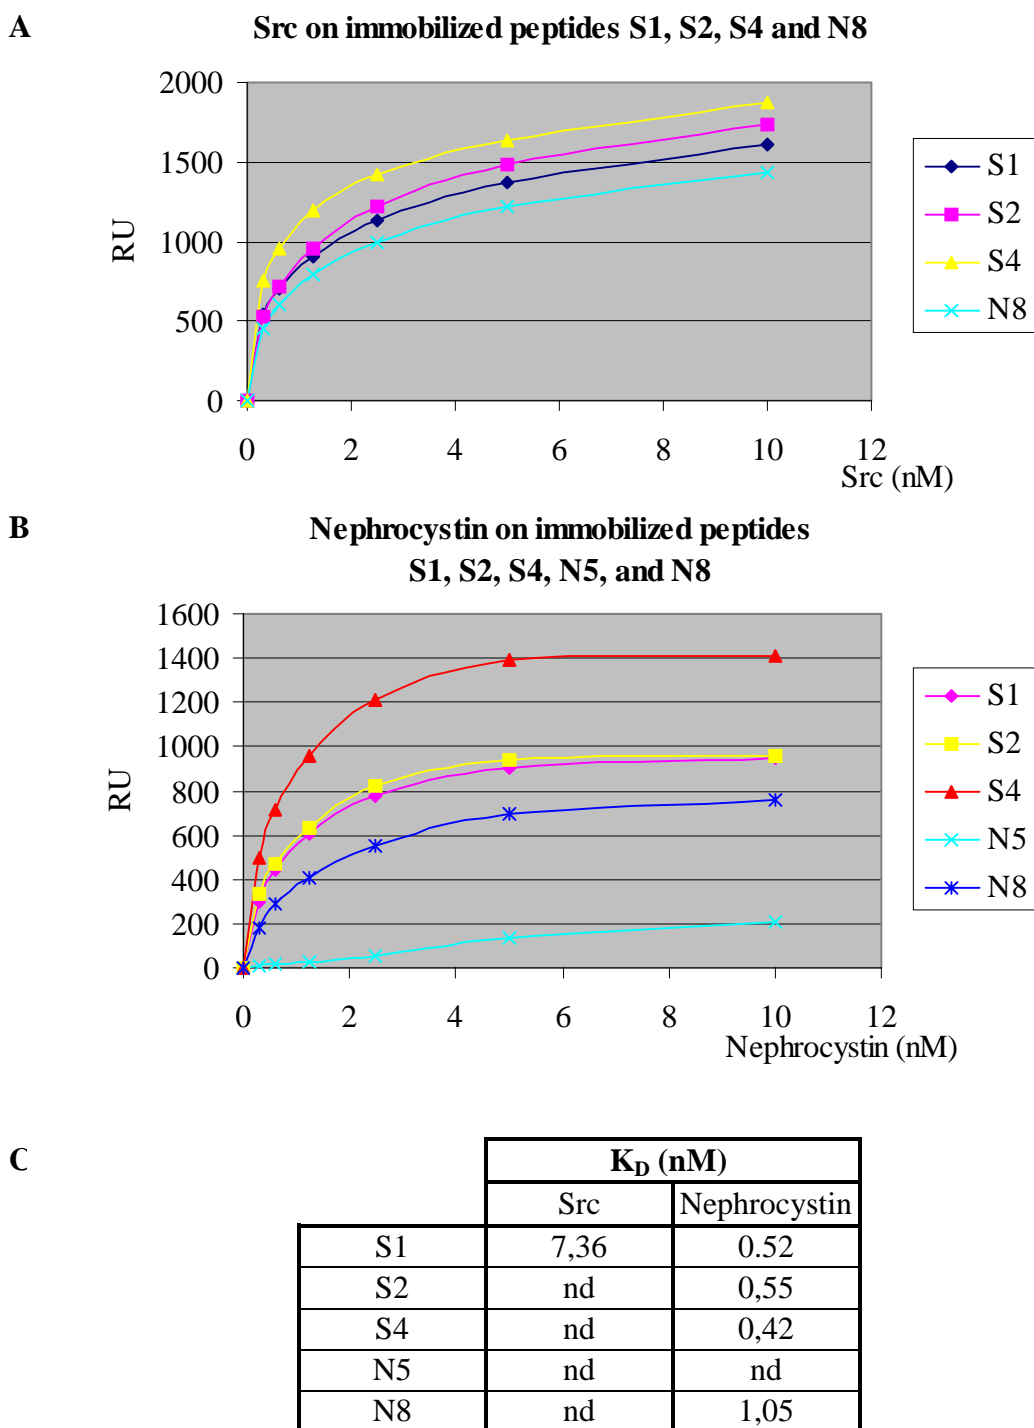 A
Src on immobilized peptides S1, S2, S4 and N8
2000
1500
1000
500
0
RU
0 2 4 6 8 10 12
Src (nM)
S1
S2
S4
N8
B
Nephrocystin on immobilized peptides
S1, S2, S4, N5, and N8
1600
1400
1200
1000
800
600
400
200
0
RU
0 2 4 6 8 10 12
Nephrocystin (nM)
S1
S2
S4
N5
N8
C
K_D (nM)
Src Nephrocystin
S1 7,36 0.52
S2 nd 0,55
S4 nd 0,42
N5 nd nd
N8 nd 1,05